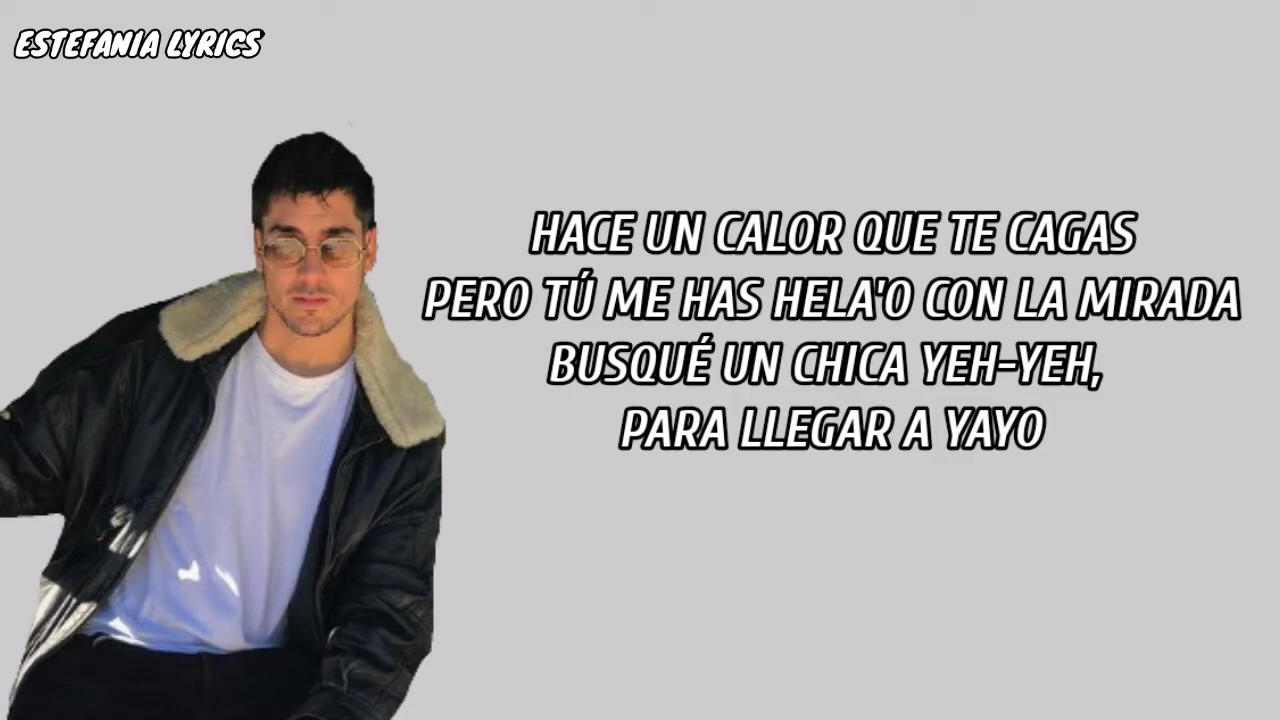 ESTEFANIA LYRICS
HACE UN CALOR QUE TE CAGAS
PERO TÚ ME HAS HELA'O CON LA MIRADA
BUSQUÉ UN CHICA YEH-YEH,
PARA LLEGAR A YAYO